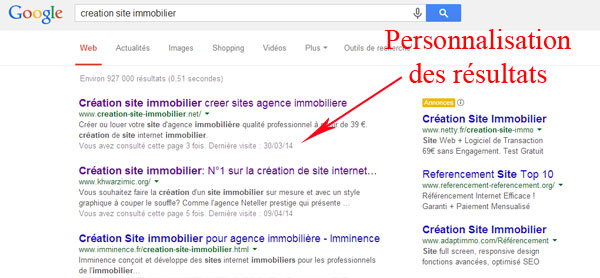 Google
création site immobilier
Web Actualités Images Shopping Vidéos Plus Outils de recherche
Personnalisation
des résultats
Environ 927 000 résultats (0,51 secondes)
Création site immobilier creer sites agence immobiliere
www.creation-site-immobilier.net/
Créer ou louer votre site d'agence immobilière qualité professionnel à partir de 39 €.
création de site internet immobilier.
Vous avez consulté cette page 3 fois. Dernière visite : 30/03/14
Création site immobilier: N°1 sur la création de site internet...
www.khwarzimic.org/
Vous souhaitez faire la création d'un site immobilier sur mesure et avec un style
graphique à couper le souffle? Comme l'agence Neteller prestige qui présente ...
Vous avez consulté cette page 5 fois. Dernière visite : 9/04/14
Création Site immobilier pour agence immobilière - Imminence
www.imminence.fr/creation-site-immobilier.html
Imminence conçoit et développe des sites internet immobiliers pour les professionnels
de l'immobilier...
Annonces
Création Site Immobilier
www.netty.fr/creation-site-immo
Site Web + Logiciel de Transaction
69€ sans Engagement. Test Gratuit
Referencement Site Top 10
www.referencement-referencement.org/
Référencement Internet Efficace !
Garanti + Paiement Mensualisé
Création Site Immobilier
www.adaptimmo.com/Référencement
Site full screen, responsive design
fonctions avancées, optimisé SEO